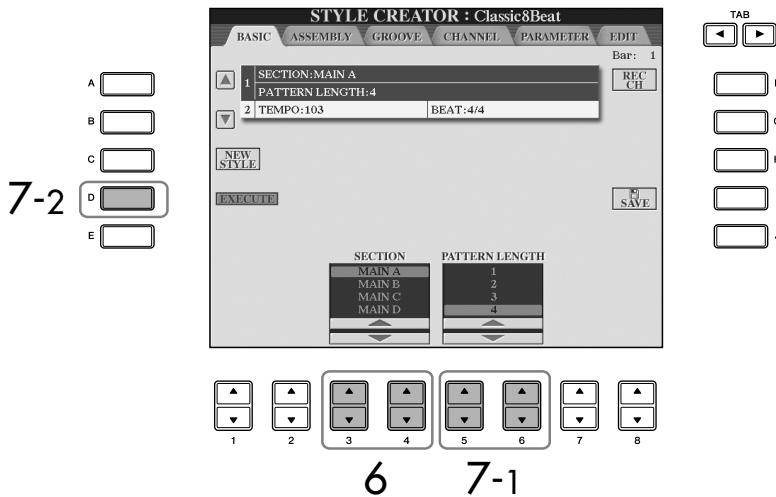 STYLE CREATOR : Classic8Beat
BASIC ASSEMBLY GROOVE CHANNEL PARAMETER EDIT
TAB
Bar: 1
1 SECTION:MAIN A
PATTERN LENGTH:4
REC CH
2 TEMPO:103 BEAT:4/4
A
B
C
D
E
NEW STYLE
7-2
EXECUTE
SAVE
SECTION PATTERN LENGTH
MAIN A 1
MAIN B 2
MAIN C 3
MAIN D 4
1 2 3 4 5 6 7 8
6 7-1